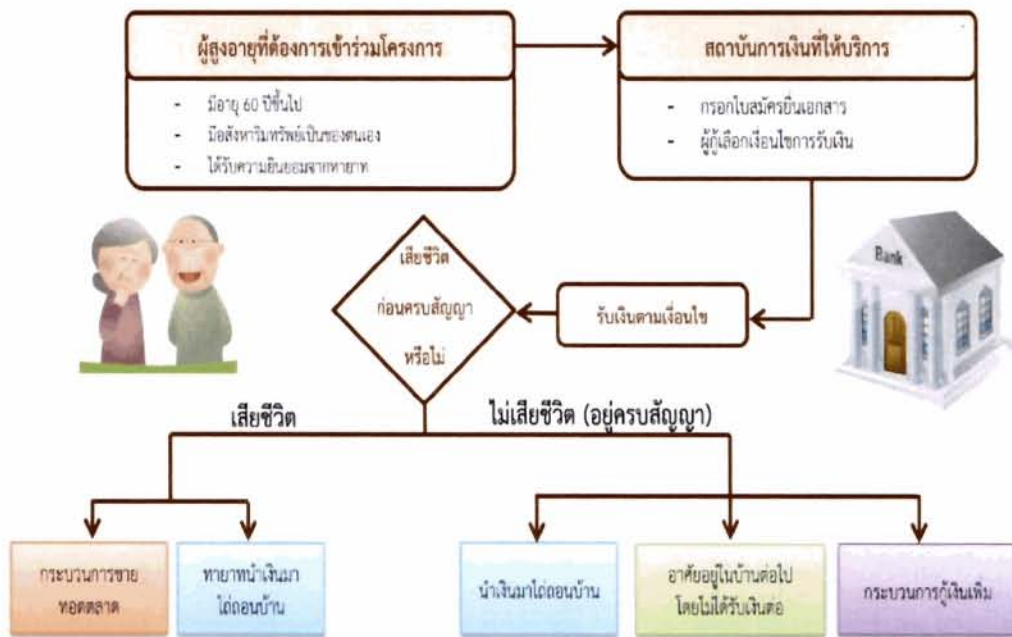 ผู้สูงอายุที่ต้องการเข้าร่วมโครงการ
- มีอายุ 60 ปีขึ้นไป
- มีอสังหาริมทรัพย์เป็นของตนเอง
- ได้รับความยินยอมจากทายาท
สถาบันการเงินที่ให้บริการ
- กรอกใบสมัครยื่นเอกสาร
- ผู้กู้เลือกเงื่อนไขการรับเงิน
Bank
รับเงินตามเงื่อนไข
เสียชีวิต
ก่อนครบสัญญา
หรือไม่
เสียชีวิต
ไม่เสียชีวิต (อยู่ครบสัญญา)
กระบวนการขาย
ทอดตลาด
ทายาทนำเงินมา
ไถ่ถอนบ้าน
นำเงินมาไถ่ถอนบ้าน
อาศัยอยู่ในบ้านต่อไป
โดยไม่ได้รับเงินต่อ
กระบวนการกู้เงินเพิ่ม